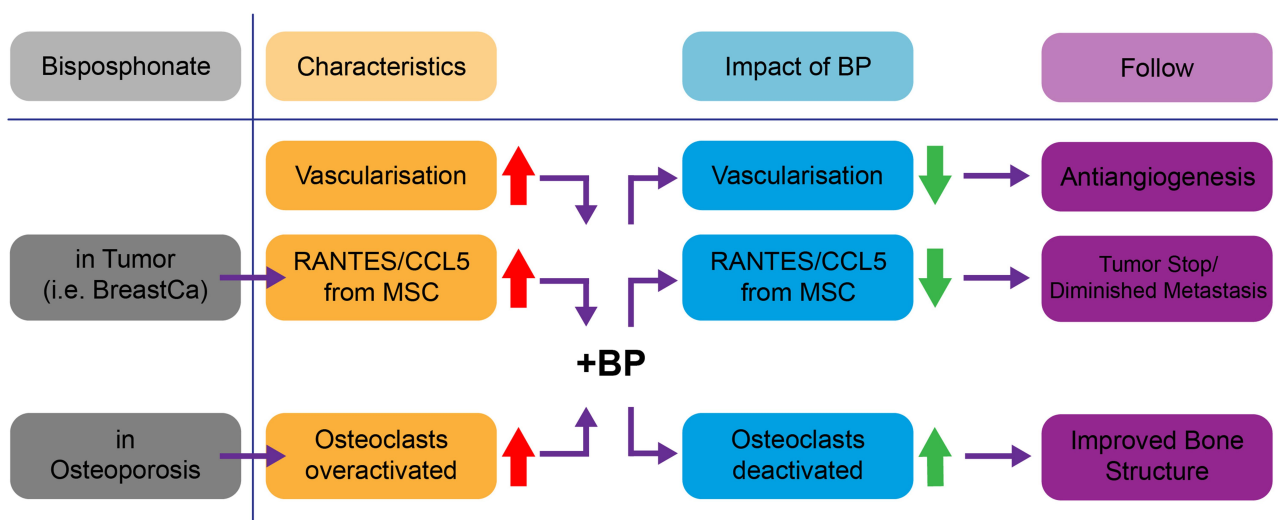 Bisposphonate
Characteristics
Impact of BP
Follow
Vascularisation
Vascularisation
Antiangiogenesis
in Tumor
(i.e. BreastCa)
RANTES/CCL5
from MSC
RANTES/CCL5
from MSC
Tumor Stop/
Diminished Metastasis
+BP
in
Osteoporosis
Osteoclasts
overactivated
Osteoclasts
deactivated
Improved Bone
Structure